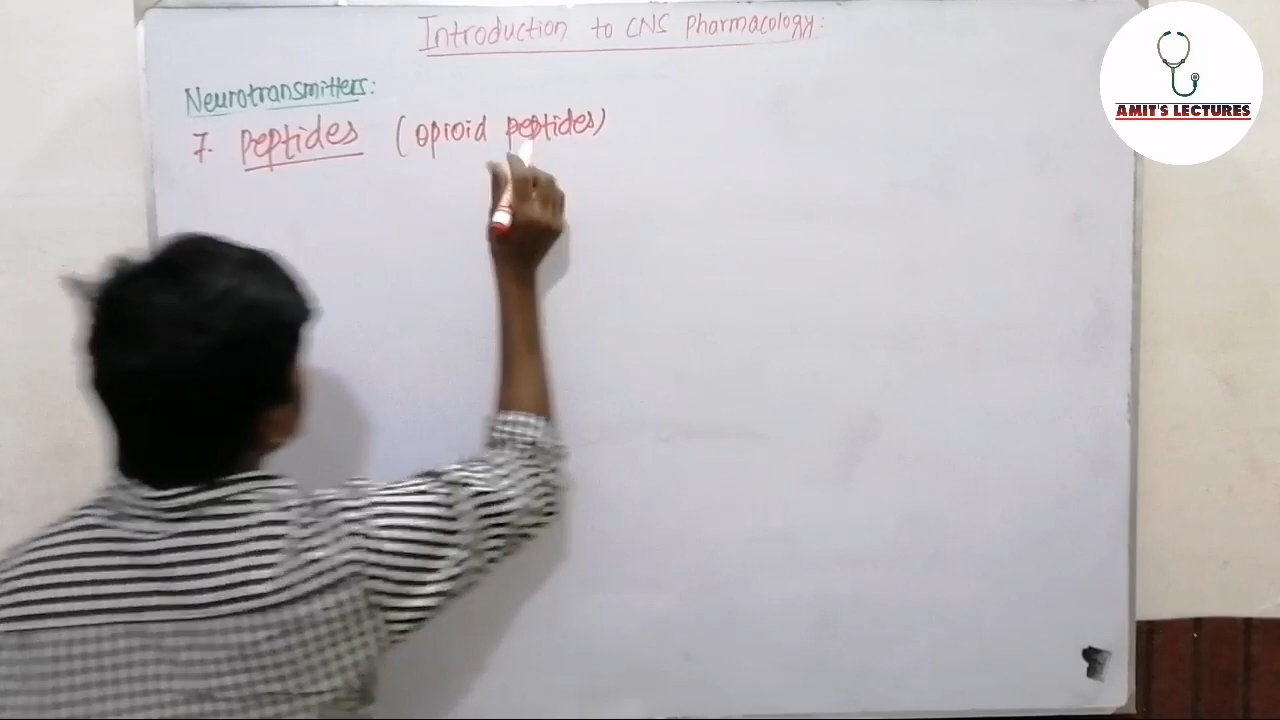 Introduction to CNS Pharmacology:
Neurotransmitters:
7. Peptides (opioid peptides)
AMIT'S LECTURES